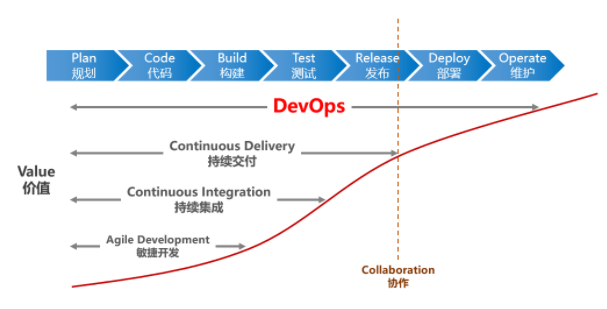 Plan
规划
Code
代码
Build
构建
Test
测试
Release
发布
Deploy
部署
Operate
维护
DevOps
Continuous Delivery
持续交付
Value
价值
Continuous Integration
持续集成
Agile Development
敏捷开发
Collaboration
协作